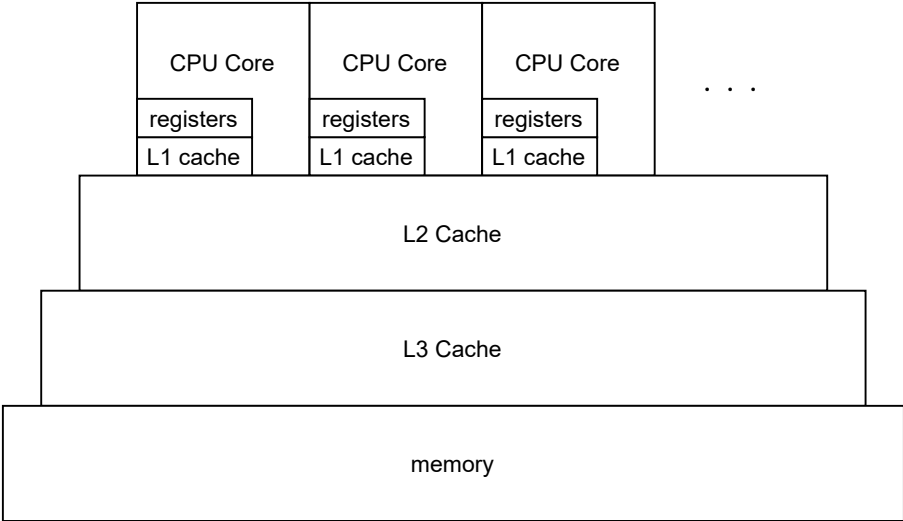 CPU Core
CPU Core
CPU Core
. . .
registers
registers
registers
L1 cache
L1 cache
L1 cache
L2 Cache
L3 Cache
memory